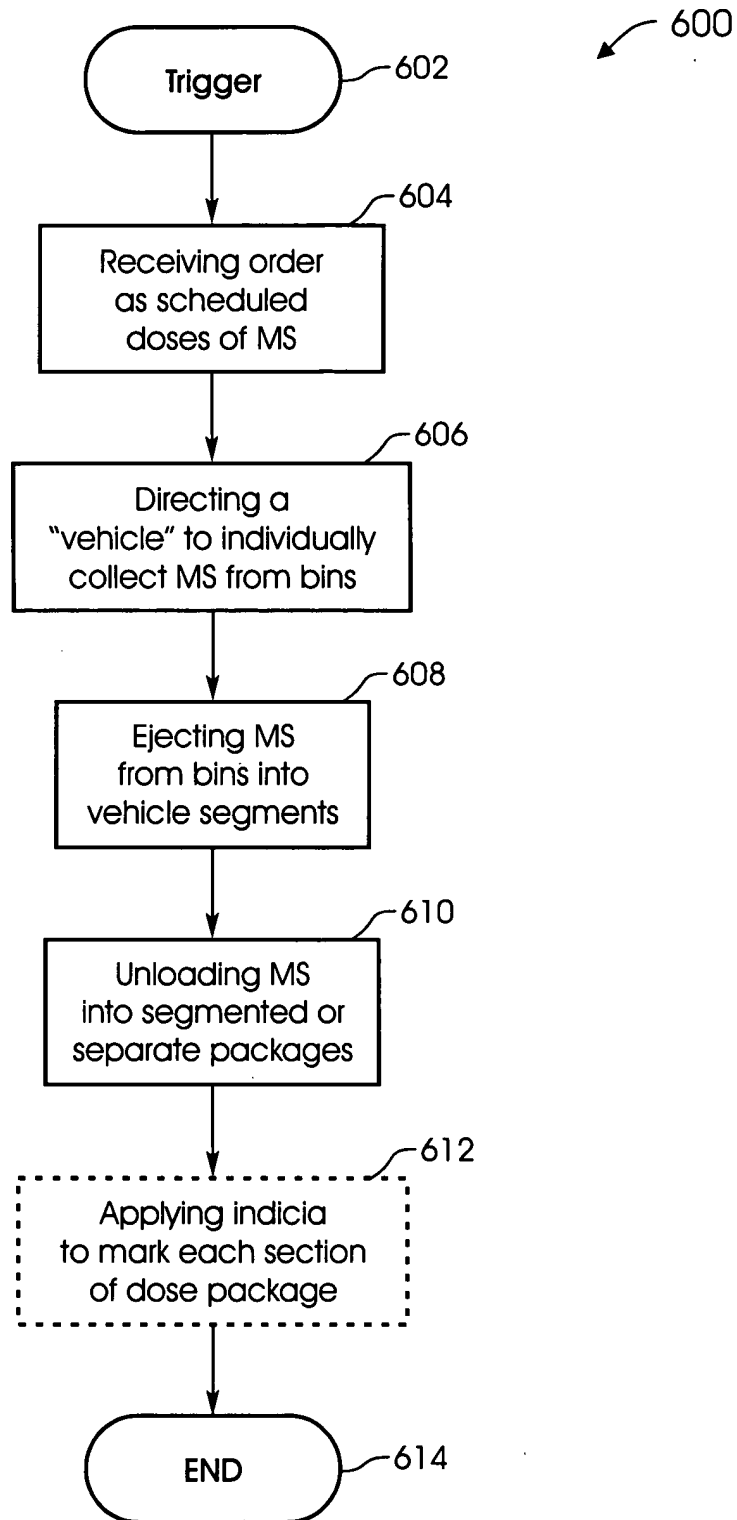 600
Trigger
602
604
Receiving order
as scheduled
doses of MS
606
Directing a
"vehicle" to individually
collect MS from bins
608
Ejecting MS
from bins into
vehicle segments
610
Unloading MS
into segmented or
separate packages
612
Applying indicia
to mark each section
of dose package
END
614